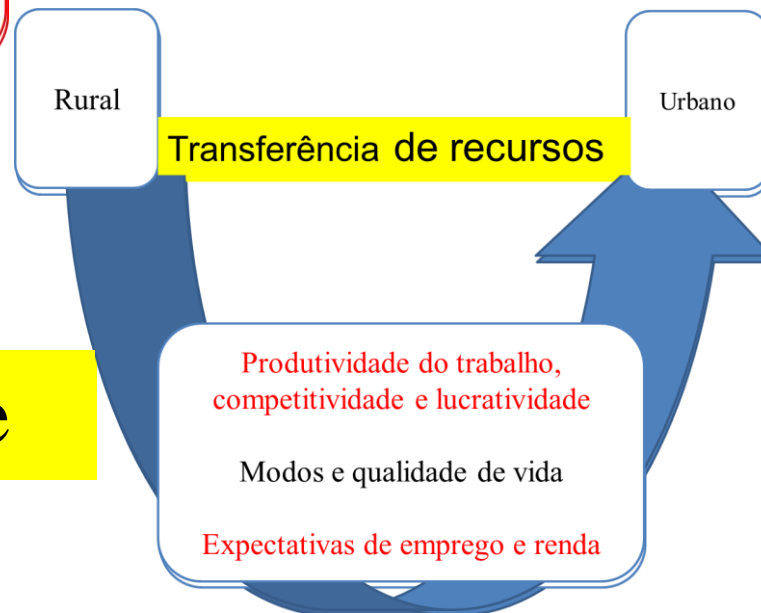 Rural
Urbano
Transferência de recursos
Produtividade do trabalho,
competitividade e lucratividade
Modos e qualidade de vida
Expectativas de emprego e renda
e